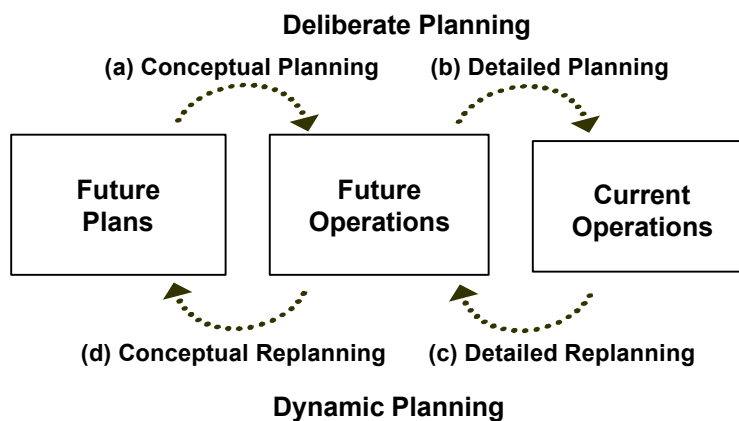 Deliberate Planning
(a) Conceptual Planning
(b) Detailed Planning
Future
Plans
Future
Operations
Current
Operations
(d) Conceptual Replanning
(c) Detailed Replanning
Dynamic Planning